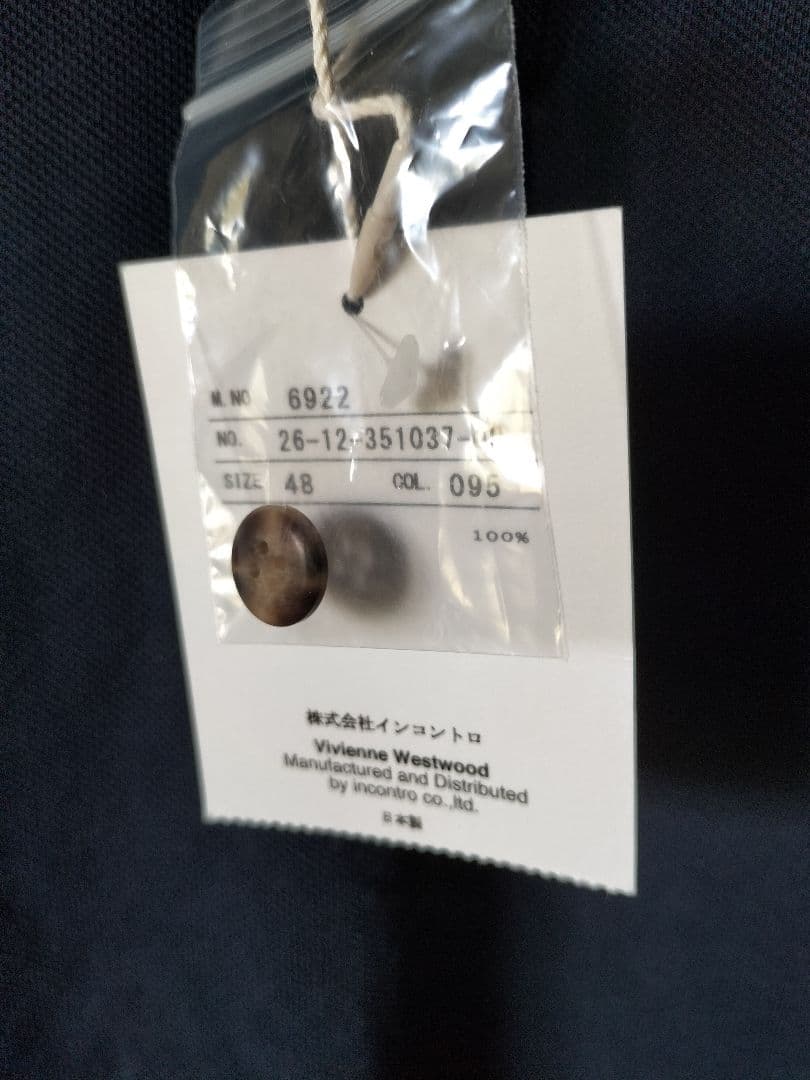 M.NO 6922
NO. 26-12-351037-
SIZE 48 COL. 095
100%
株式会社インコントロ
Vivienne Westwood
Manufactured and Distributed
by incontro co.,ltd.
日本製